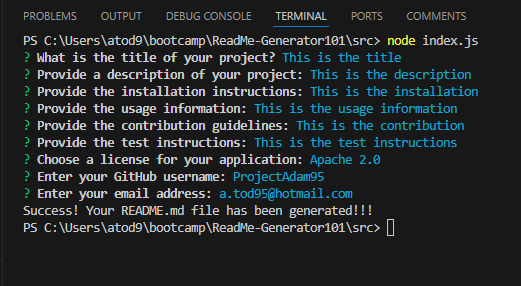 PROBLEMS ATODO DEBUG CONSOLE TERMINAL PORTS COMMENTS
PS C:\Users\atod9\bootcamp\ReadMe-Generator101\src> node index.js
? What is the title of your project? This is the title
? Provide a description of your project: This is the description
? Provide the installation instructions: This is the installation
? Provide the usage information: This is the usage information
? Provide the contribution guidelines: This is the contribution
? Provide the test instructions: This is the test instructions
? Choose a license for your application: Apache 2.0
? Enter your GitHub username: ProjectAdam95
? Enter your email address: a.tod95@hotmail.com
Success! Your README.md file has been generated!!!
PS C:\Users\atod9\bootcamp\ReadMe-Generator101\src>